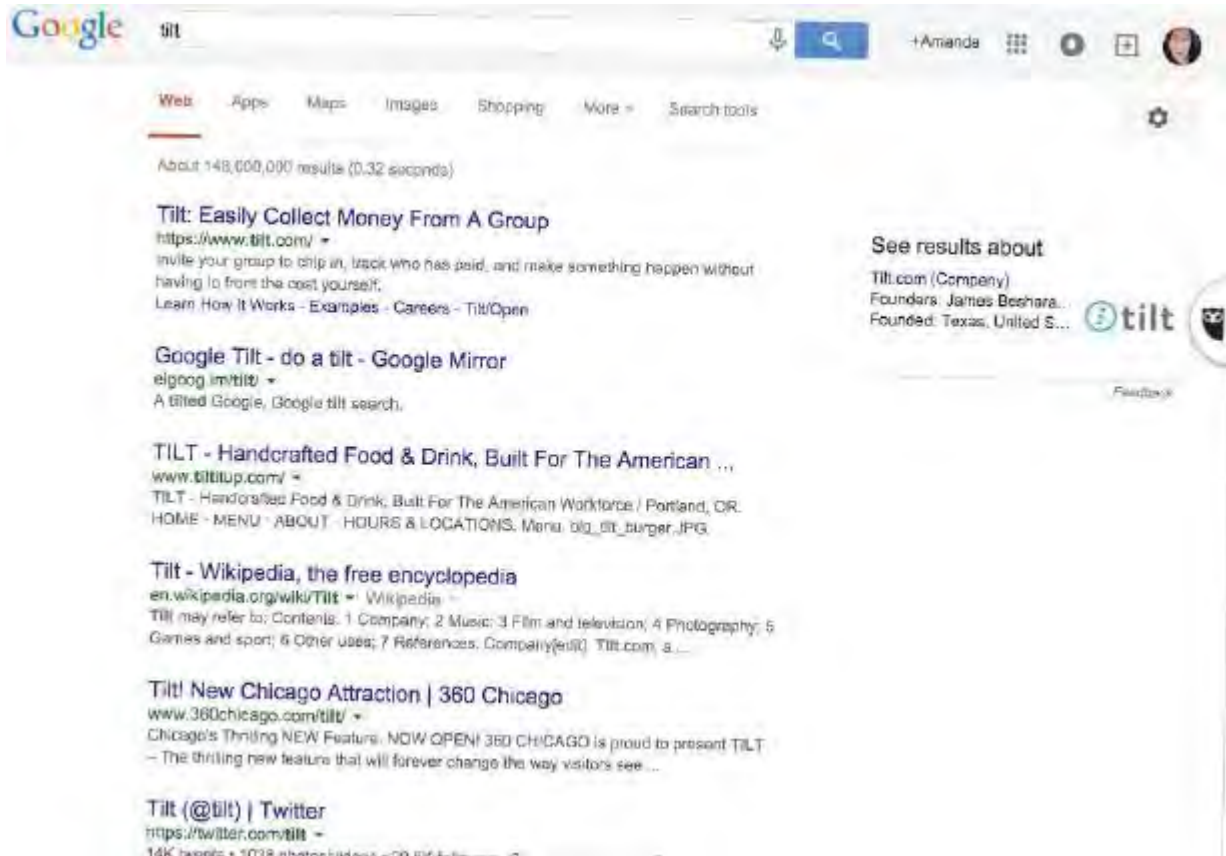 Google
tilt
+Amanda
Web Apps Maps Images Shopping More Search tools
About 148,000,000 results (0.32 seconds)
Tilt: Easily Collect Money From A Group
https://www.tilt.com/
Invite your group to chip in, track who has paid, and make something happen without
having to front the cost yourself.
Learn How It Works - Examples - Careers - Tilt/Open
Google Tilt - do a tilt - Google Mirror
elgoog.im/tilt/
A tilted Google, Google tilt search.
TILT - Handcrafted Food & Drink, Built For The American ...
www.tiltitup.com/
TILT - Handcrafted Food & Drink, Built For The American Workforce / Portland, OR.
HOME · MENU · ABOUT · HOURS & LOCATIONS. Menu. big_tilt_burger.JPG.
Tilt - Wikipedia, the free encyclopedia
en.wikipedia.org/wiki/Tilt Wikipedia
Tilt may refer to: Contents. 1 Company; 2 Music; 3 Film and television; 4 Photography; 5
Games and sport; 6 Other uses; 7 References. Company[edit]. Tilt.com, a ...
Tilt! New Chicago Attraction | 360 Chicago
www.360chicago.com/tilt/
Chicago's Thrilling NEW Feature. NOW OPEN! 360 CHICAGO is proud to present TILT
– The thrilling new feature that will forever change the way visitors see ...
Tilt (@tilt) | Twitter
https://twitter.com/tilt
14K tweets • 1038 photos/videos
See results about
Tilt.com (Company)
Founders: James Beshara...
Founded: Texas, United S...
tilt
Feedback